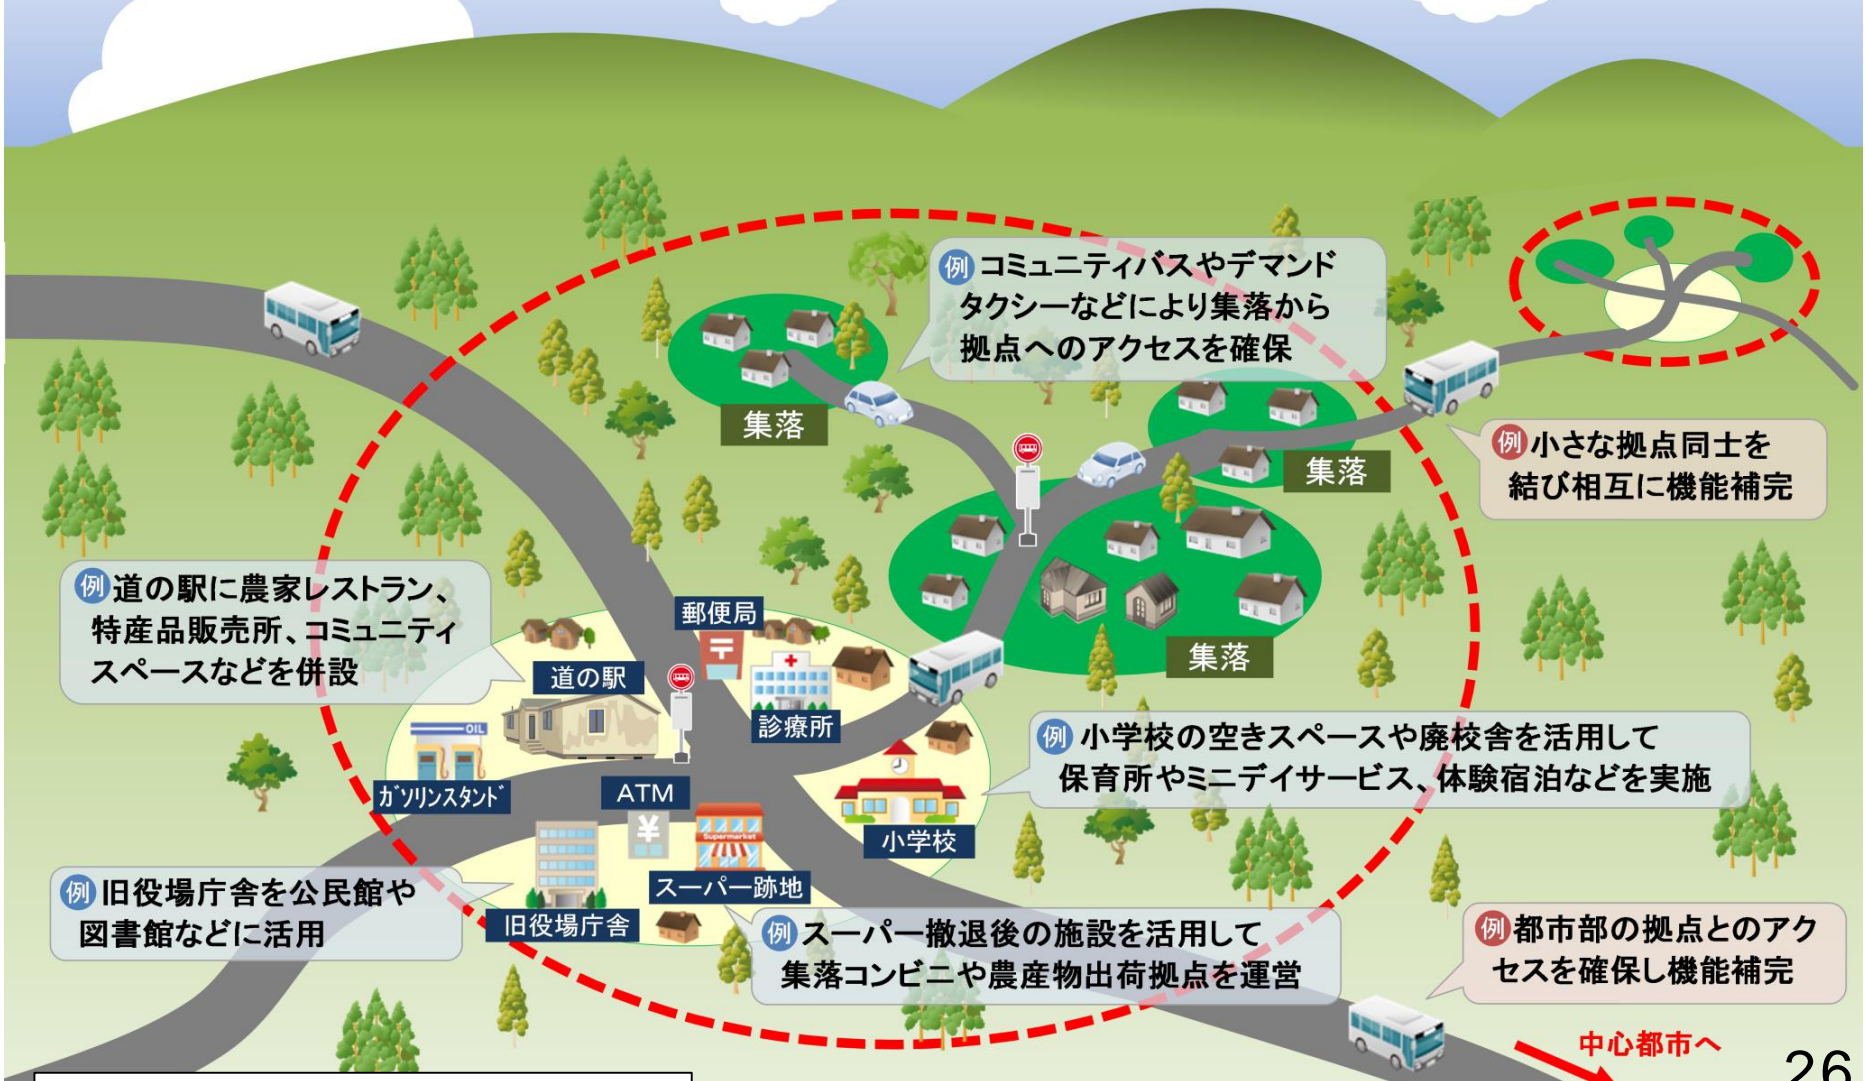 例 コミュニティバスやデマンド
タクシーなどにより集落から
拠点へのアクセスを確保
集落
集落
例 小さな拠点同士を
結び相互に機能補完
集落
例 道の駅に農家レストラン、
特産品販売所、コミュニティ
スペースなどを併設
郵便局
〒
道の駅
診療所
OIL
ガソリンスタンド
ATM
¥
Supermarket
スーパー跡地
小学校
例 小学校の空きスペースや廃校舎を活用して
保育所やミニデイサービス、体験宿泊などを実施
例 旧役場庁舎を公民館や
図書館などに活用
旧役場庁舎
例 スーパー撤退後の施設を活用して
集落コンビニや農産物出荷拠点を運営
例 都市部の拠点とのアク
セスを確保し機能補完
中心都市へ
26